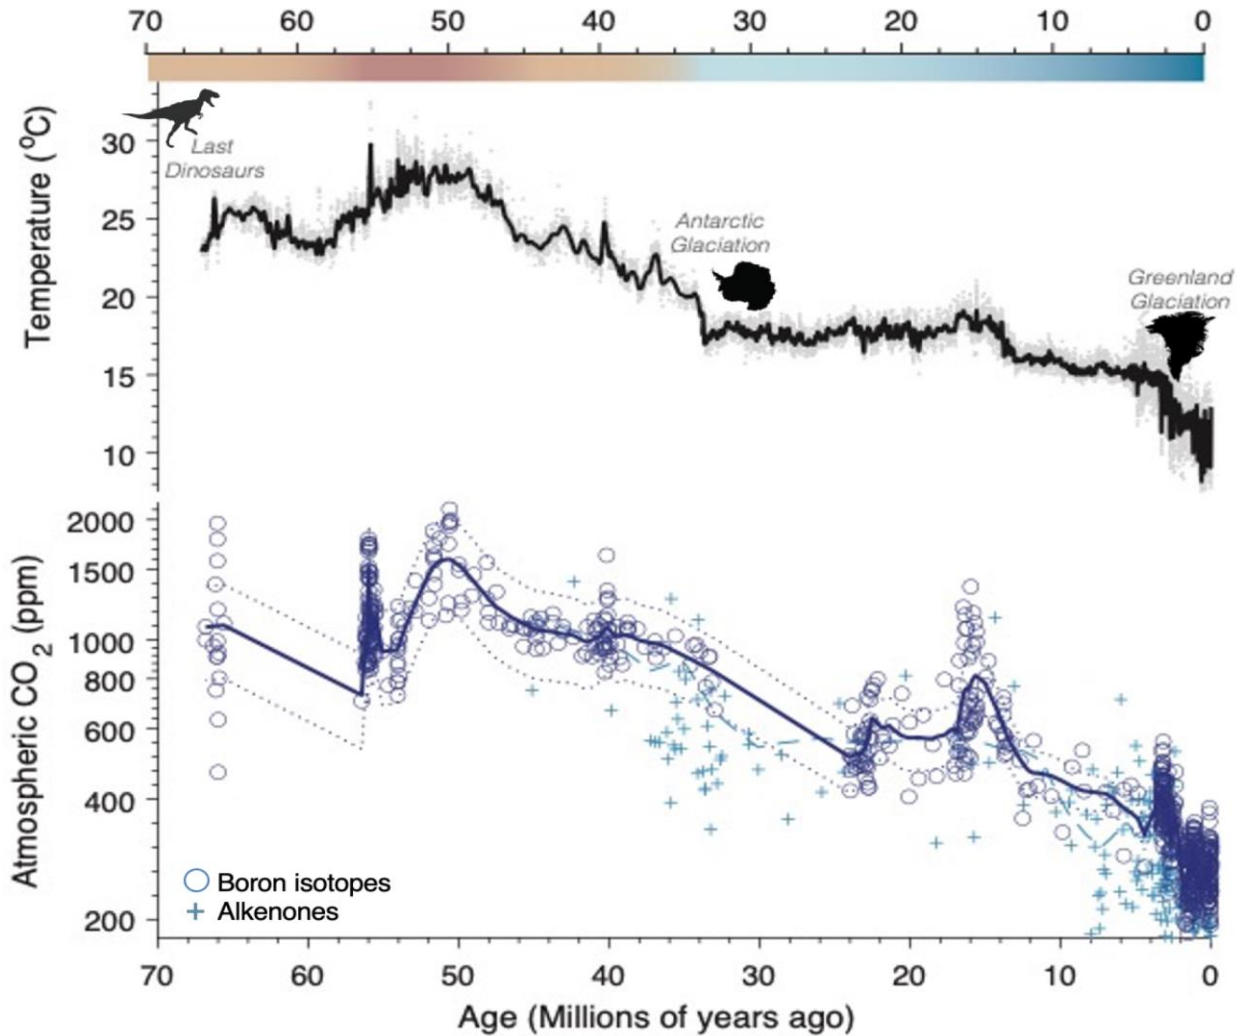 70 60 50 40 30 20 10 0
Temperature (°C)
30
25
20
15
10
Last
Dinosaurs
Antarctic
Glaciation
Greenland
Glaciation
Atmospheric CO2 (ppm)
2000
1500
1000
800
600
400
200
Boron isotopes
Alkenones
70 60 50 40 30 20 10 0
Age (Millions of years ago)